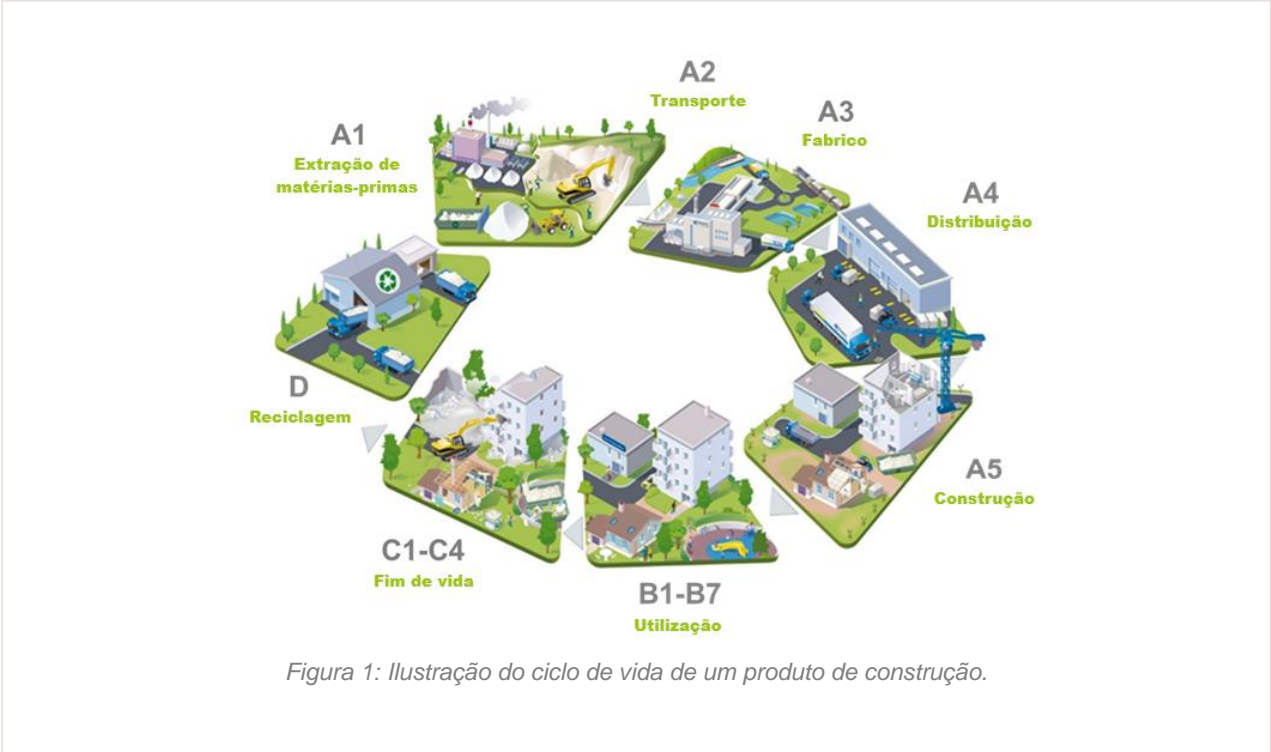 A1
Extração de
matérias-primas
A2
Transporte
A3
Fabrico
A4
Distribuição
A5
Construção
B1-B7
Utilização
C1-C4
Fim de vida
D
Reciclagem
Figura 1: Ilustração do ciclo de vida de um produto de construção.